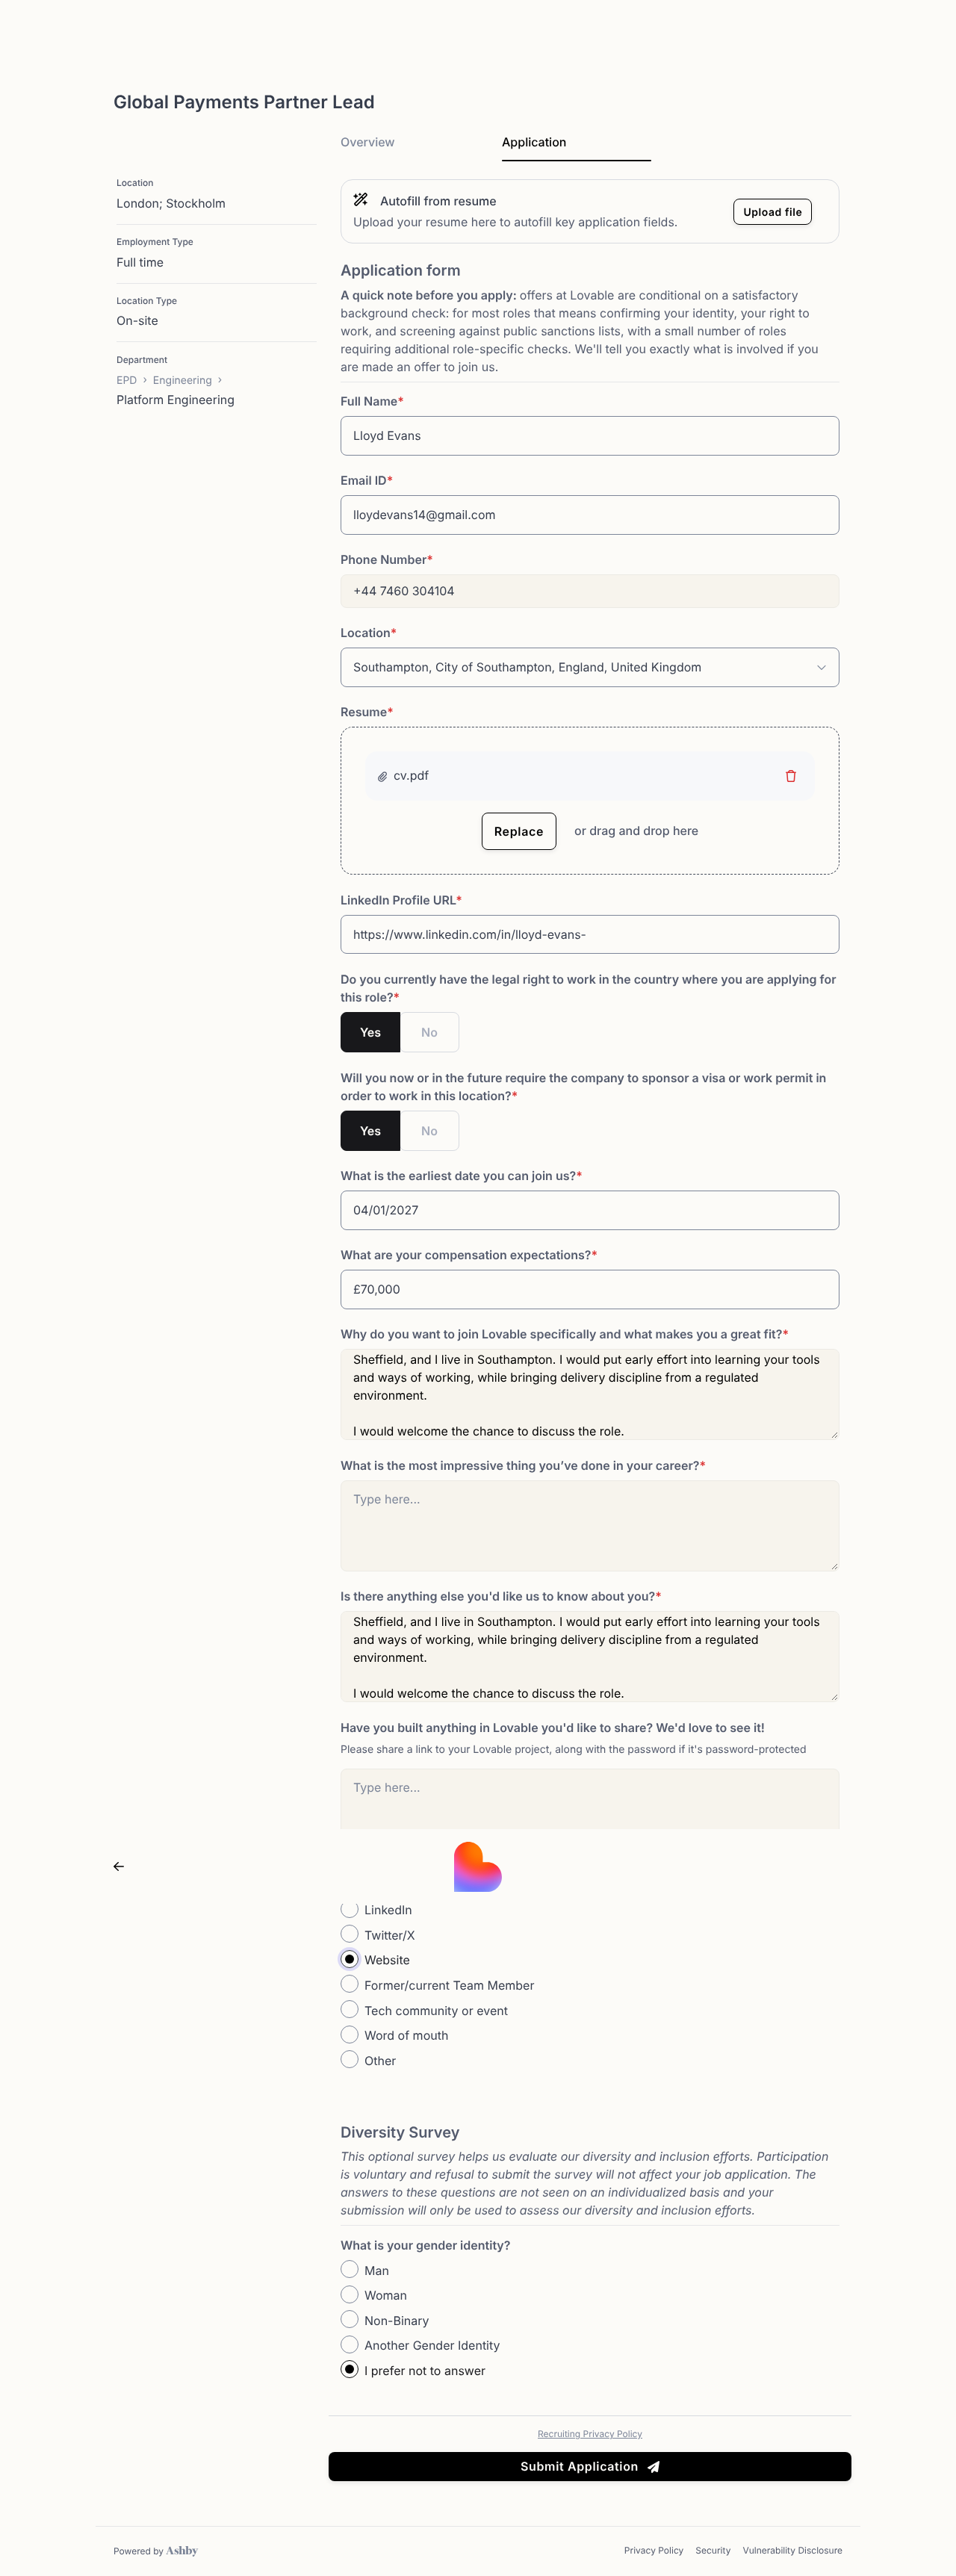 Global Payments Partner Lead
Overview
Application
Location
London; Stockholm
Employment Type
Full time
Location Type
On-site
Department
EPD › Engineering ›
Platform Engineering
Autofill from resume
Upload your resume here to autofill key application fields.
Upload file
Application form
A quick note before you apply: offers at Lovable are conditional on a satisfactory
background check: for most roles that means confirming your identity, your right to
work, and screening against public sanctions lists, with a small number of roles
requiring additional role-specific checks. We'll tell you exactly what is involved if you
are made an offer to join us.
Full Name*
Lloyd Evans
Email ID*
lloydevans14@gmail.com
Phone Number*
+44 7460 304104
Location*
Southampton, City of Southampton, England, United Kingdom
Resume*
cv.pdf
Replace
or drag and drop here
LinkedIn Profile URL*
https://www.linkedin.com/in/lloyd-evans-
Do you currently have the legal right to work in the country where you are applying for
this role?*
Yes
No
Will you now or in the future require the company to sponsor a visa or work permit in
order to work in this location?*
Yes
No
What is the earliest date you can join us?*
04/01/2027
What are your compensation expectations?*
£70,000
Why do you want to join Lovable specifically and what makes you a great fit?*
Sheffield, and I live in Southampton. I would put early effort into learning your tools
and ways of working, while bringing delivery discipline from a regulated
environment.
I would welcome the chance to discuss the role.
What is the most impressive thing you’ve done in your career?*
Type here...
Is there anything else you'd like us to know about you?*
Sheffield, and I live in Southampton. I would put early effort into learning your tools
and ways of working, while bringing delivery discipline from a regulated
environment.
I would welcome the chance to discuss the role.
Have you built anything in Lovable you'd like to share? We'd love to see it!
Please share a link to your Lovable project, along with the password if it's password-protected
Type here...
LinkedIn
Twitter/X
Website
Former/current Team Member
Tech community or event
Word of mouth
Other
Diversity Survey
This optional survey helps us evaluate our diversity and inclusion efforts. Participation
is voluntary and refusal to submit the survey will not affect your job application. The
answers to these questions are not seen on an individualized basis and your
submission will only be used to assess our diversity and inclusion efforts.
What is your gender identity?
Man
Woman
Non-Binary
Another Gender Identity
I prefer not to answer
Recruiting Privacy Policy
Submit Application
Powered by Ashby
Privacy Policy
Security
Vulnerability Disclosure